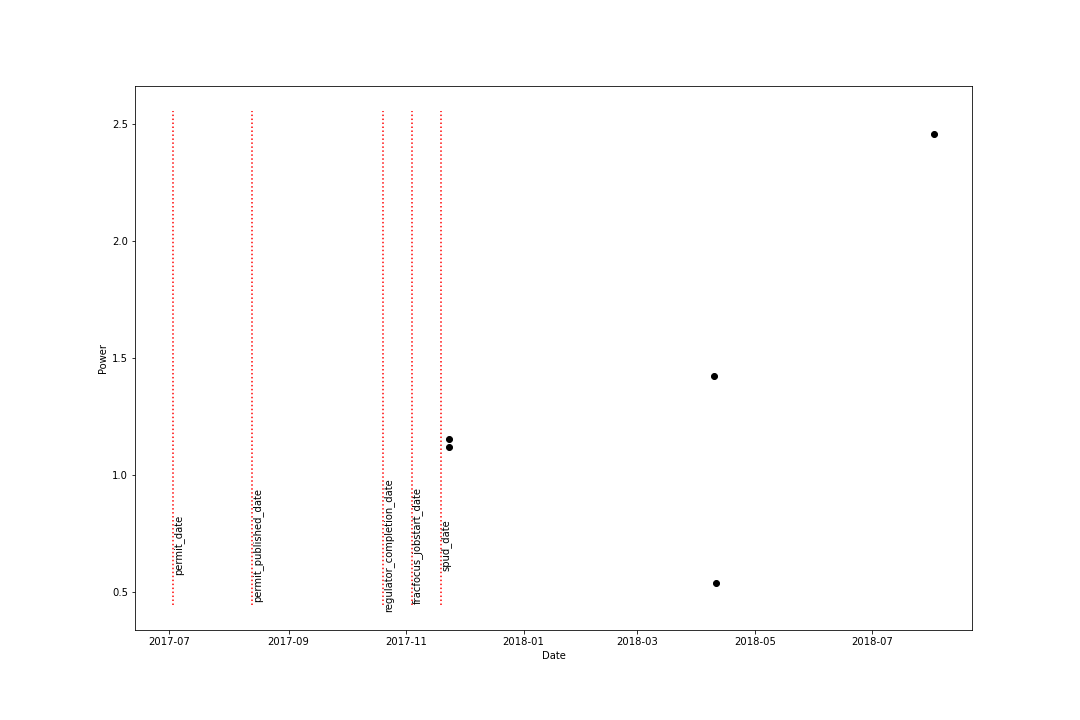 2.5
2.0
1.5
1.0
0.5
Power
permit_date
permit_published_date
regulator_completion_date
fracfocus_jobstart_date
spud_date
2017-07
2017-09
2017-11
2018-01
2018-03
2018-05
2018-07
Date